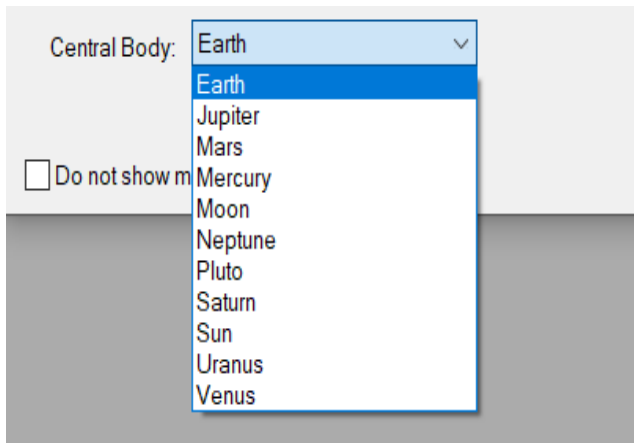 Central Body: Earth
Earth
Jupiter
Mars
Do not show m Mercury
Moon
Neptune
Pluto
Saturn
Sun
Uranus
Venus